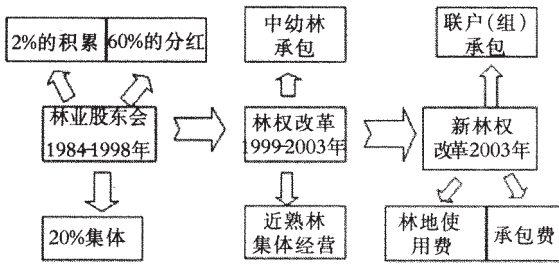 2%的积累 60%的分红
中幼林
承包
联户(组)
承包
林业股东会
1984-1998年
林权改革
1999-2003年
新林权
改革2003年
20%集体
近熟林
集体经营
林地使
用费
承包费